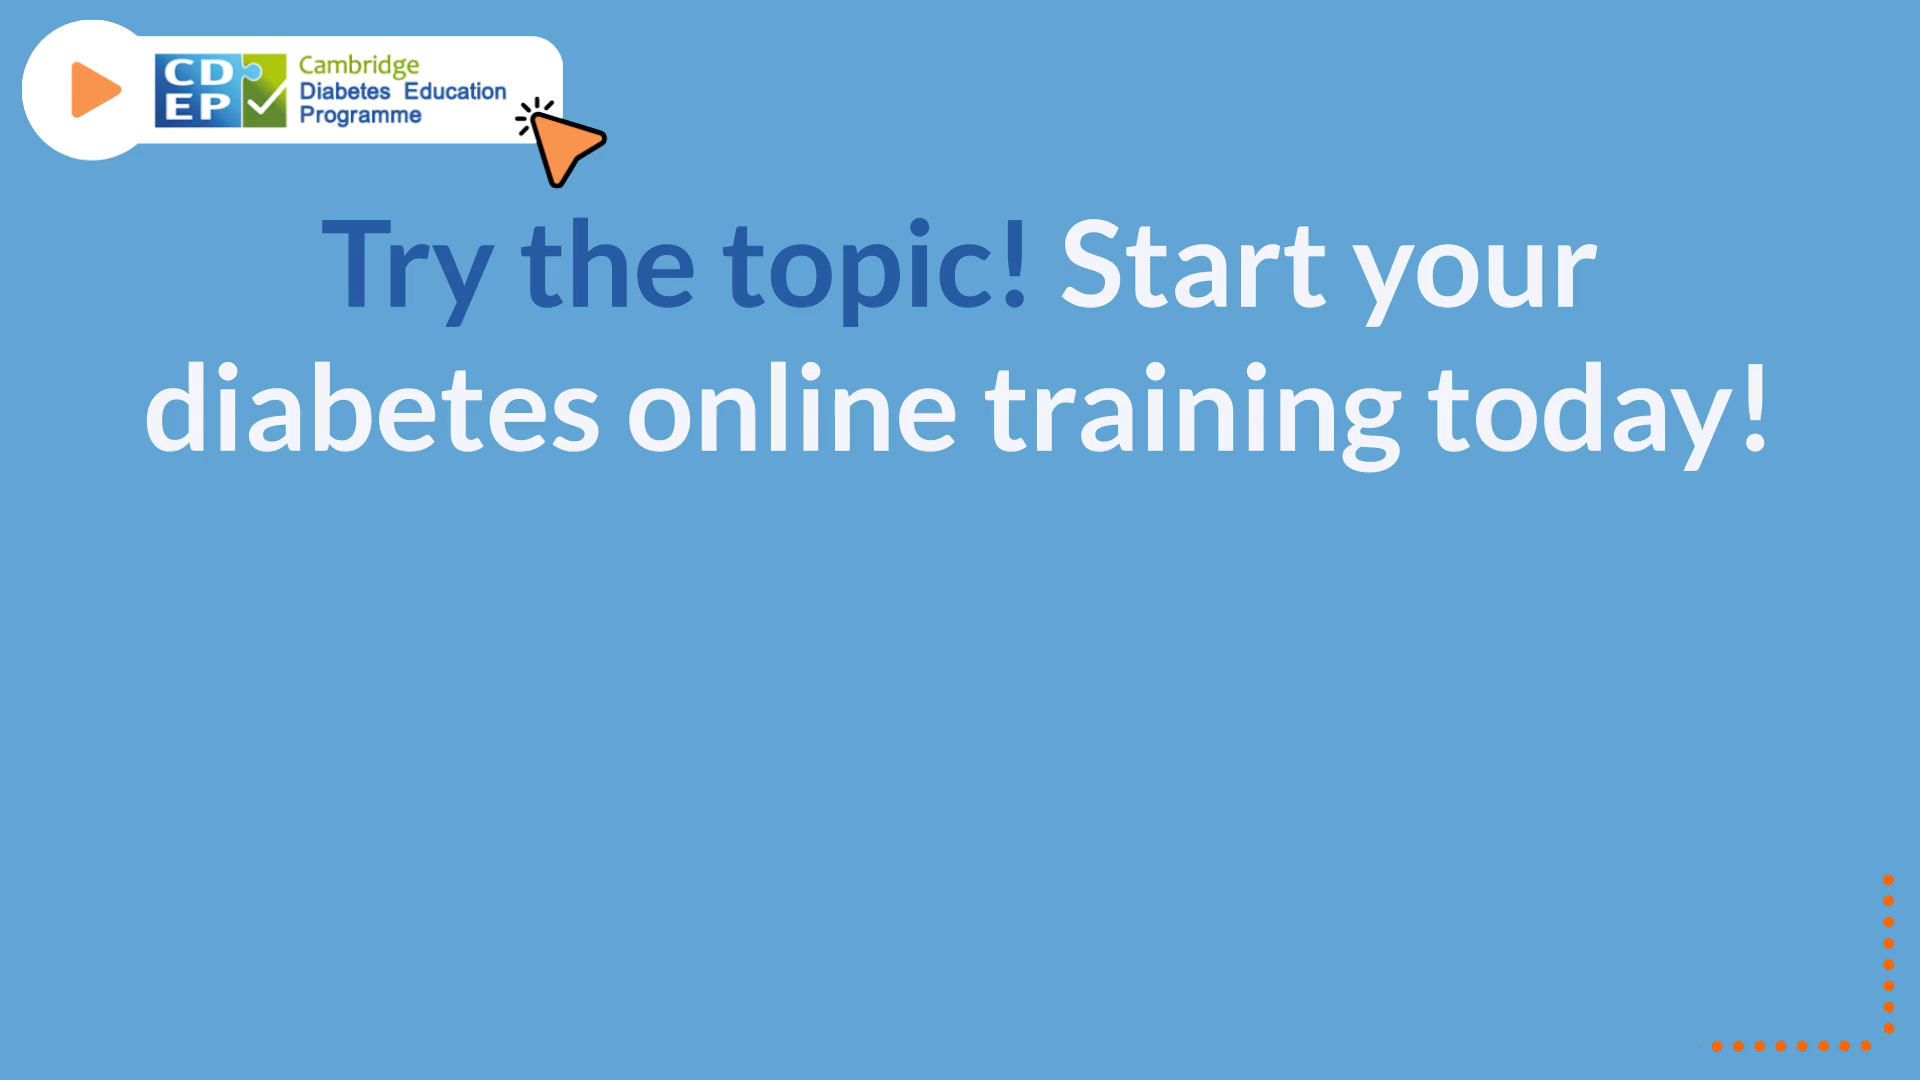 CD
EP
Cambridge
Diabetes Education
Programme
Try the topic! Start your
diabetes online training today!